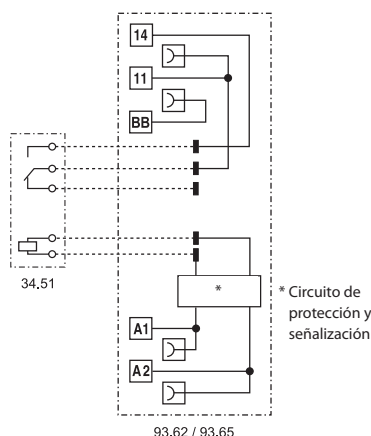 14
11
BB
34.51
*
* Circuito de
protección y
señalización
A1
A2
93.62 / 93.65